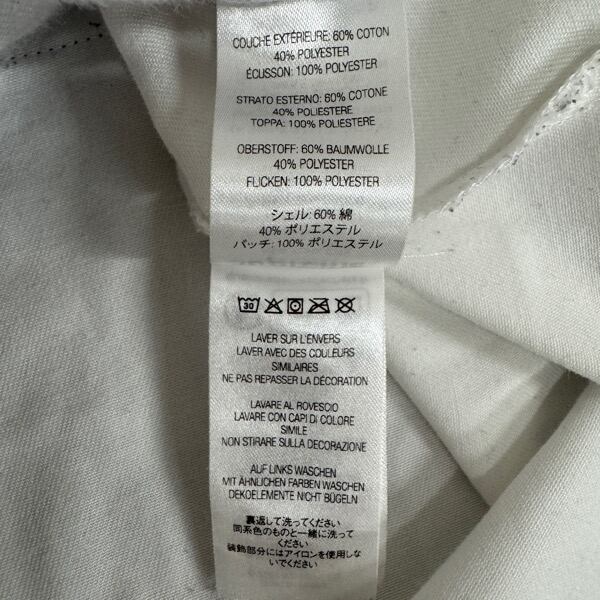 COUCHE EXTÉRIEURE: 60% COTON
40% POLYESTER
ÉCUSSON: 100% POLYESTER
STRATO ESTERNO: 60% COTONE
40% POLIESTERE
TOPPA: 100% POLIESTERE
OBERSTOFF: 60% BAUMWOLLE
40% POLYESTER
FLICKEN: 100% POLYESTER
シェル: 60% 綿
40% ポリエステル
パッチ: 100% ポリエステル
30
LAVER SUR L'ENVERS
LAVER AVEC DES COULEURS
SIMILAIRES
NE PAS REPASSER LA DÉCORATION
LAVARE AL ROVESCIO
LAVARE CON CAPI DI COLORE
SIMILE
NON STIRARE SULLA DECORAZIONE
AUF LINKS WASCHEN
MIT ÄHNLICHEN FARBEN WASCHEN
DEKOELEMENTE NICHT BÜGELN
裏返して洗ってください
同系色のものと一緒に洗って
ください
装飾部分にはアイロンを使用しな
いでください